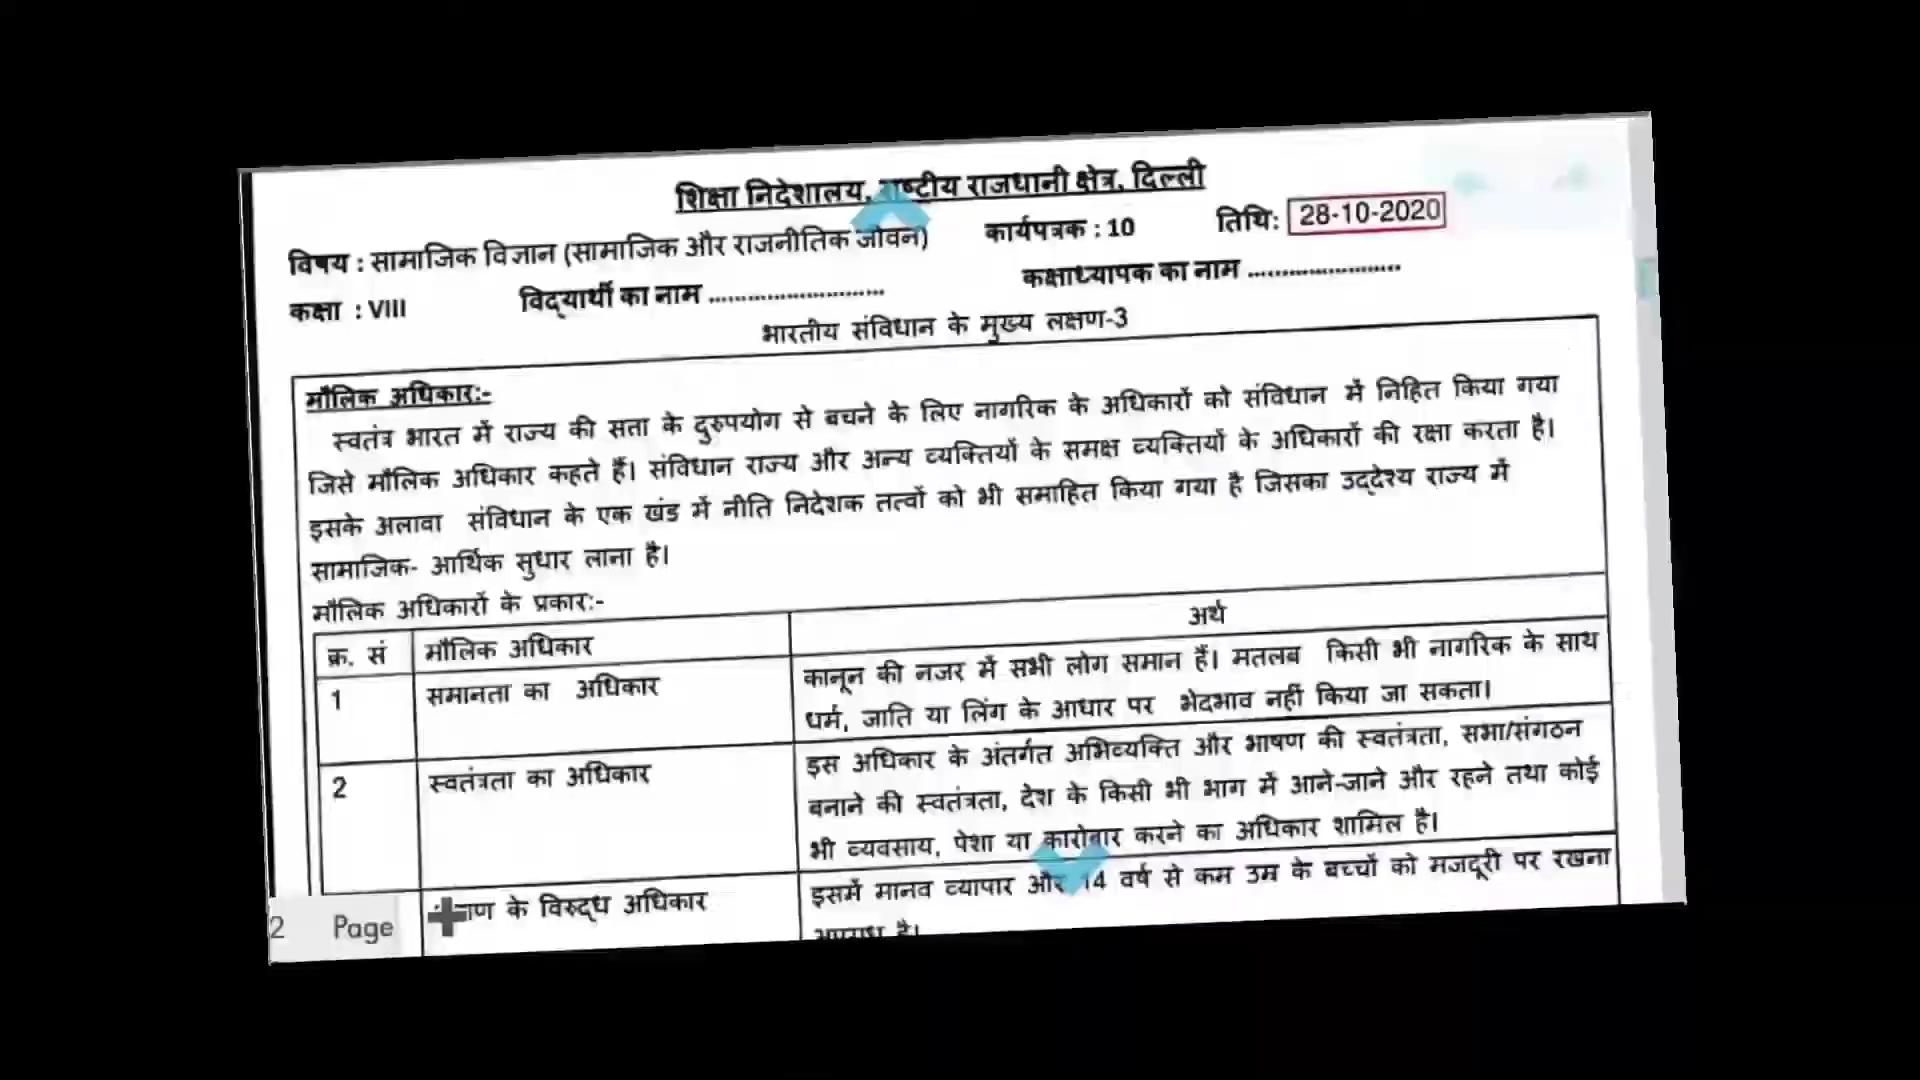 शिक्षा निदेशालय, राष्टीय राजधानी क्षेत्र, दिल्ली
विषय : सामाजिक विज्ञान (सामाजिक और राजनीतिक जीवन) कार्यपत्रक : 10 तिथि: 28-10-2020
कक्षा : VIII विद्यार्थी का नाम ........................... कक्षाध्यापक का नाम ........................
भारतीय संविधान के मुख्य लक्षण-3
मौलिक अधिकार:-
स्वतंत्र भारत में राज्य की सता के दुरुपयोग से बचने के लिए नागरिक के अधिकारों को संविधान में निहित किया गया
जिसे मौलिक अधिकार कहते हैं। संविधान राज्य और अन्य व्यक्तियों के समक्ष व्यक्तियों के अधिकारों की रक्षा करता है।
इसके अलावा संविधान के एक खंड में नीति निदेशक तत्वों को भी समाहित किया गया है जिसका उद्देश्य राज्य में
सामाजिक- आर्थिक सुधार लाना है।
मौलिक अधिकारों के प्रकार:-
क्र. सं मौलिक अधिकार अर्थ
1 समानता का अधिकार कानून की नजर में सभी लोग समान हैं। मतलब किसी भी नागरिक के साथ
धर्म, जाति या लिंग के आधार पर भेदभाव नहीं किया जा सकता।
2 स्वतंत्रता का अधिकार इस अधिकार के अंतर्गत अभिव्यक्ति और भाषण की स्वतंत्रता, सभा/संगठन
बनाने की स्वतंत्रता, देश के किसी भी भाग में आने-जाने और रहने तथा कोई
भी व्यवसाय, पेशा या कारोबार करने का अधिकार शामिल है।
के विरुद्ध अधिकार इसमें मानव व्यापार और 14 वर्ष से कम उम्र के बच्चों को मजदूरी पर रखना
है।
2 Page